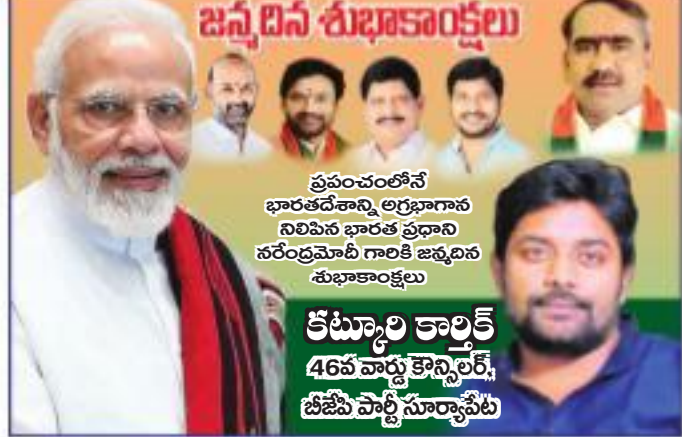 జన్మదిన శుభాకాంక్షలు
ప్రపంచంలోనే
భారతదేశాన్ని అగ్రభాగాన
నిలిపిన భారత ప్రధాని
నరేంద్రమోదీ గారికి జన్మదిన
శుభాకాంక్షలు
కట్కూరి కార్తీక్
46వ వార్డు కౌన్సిలర్,
బీజేపి పార్టీ సూర్యాపేట